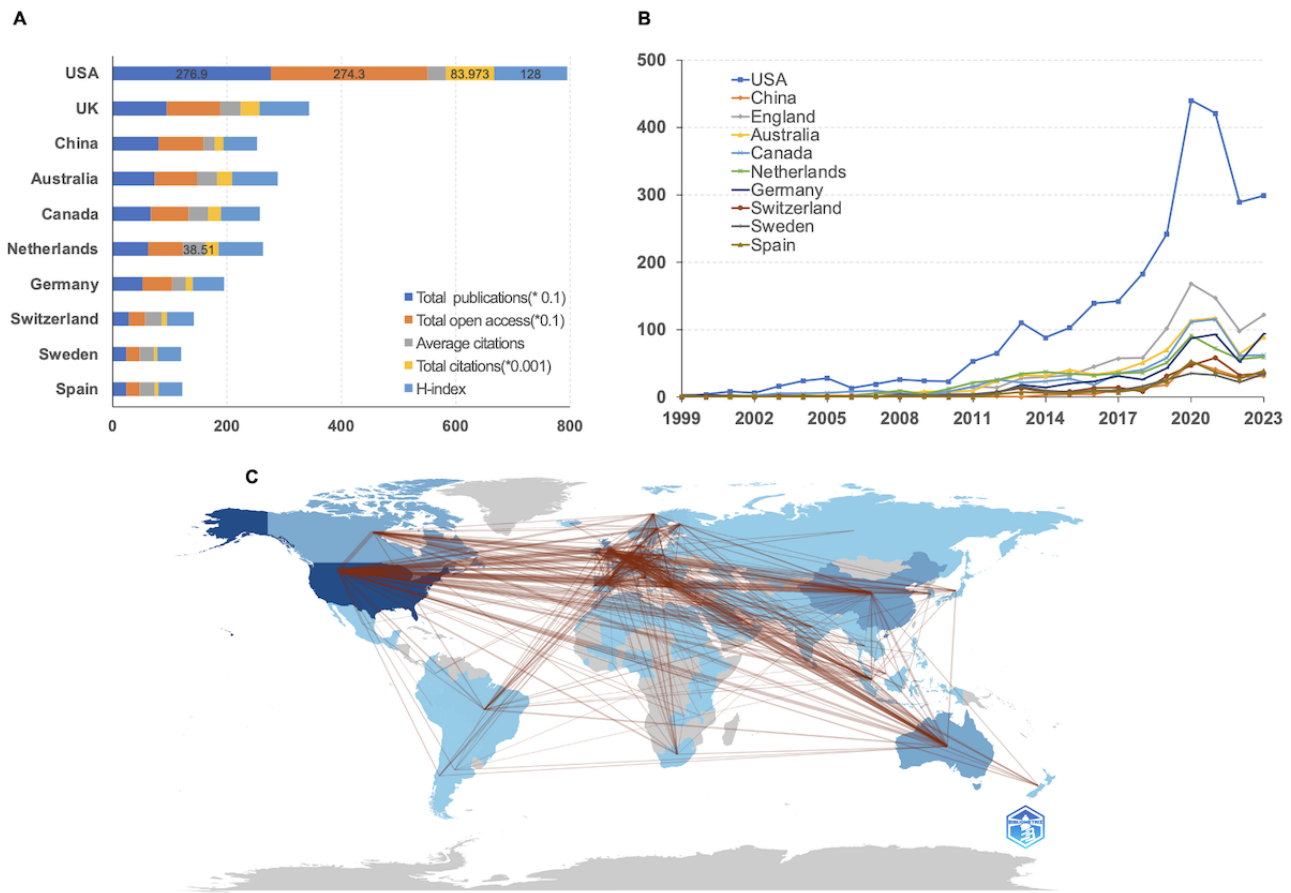 A
USA
276.9
274.3
83.973
128
UK
China
Australia
Canada
Netherlands
38.51
Germany
Switzerland
Sweden
Spain
Total publications(* 0.1)
Total open access(*0.1)
Average citations
Total citations(*0.001)
H-index
0
200
400
600
800
B
500
400
300
200
100
0
USA
China
England
Australia
Canada
Netherlands
Germany
Switzerland
Sweden
Spain
1999
2002
2005
2008
2011
2014
2017
2020
2023
C
BIBLIOMETRIX